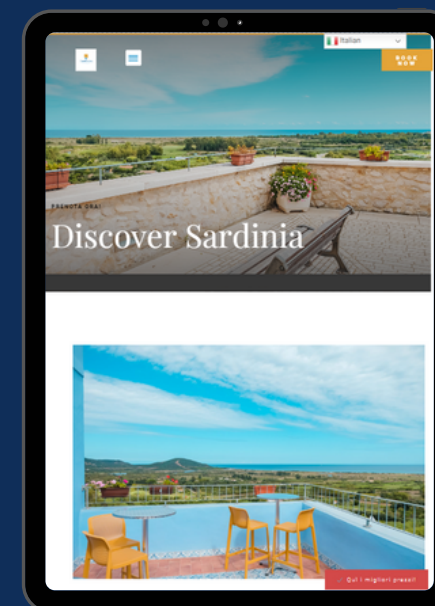 Italian
BOOK
NOW
PRENOTA ORA!
Discover Sardinia
Qui i migliori prezzi!